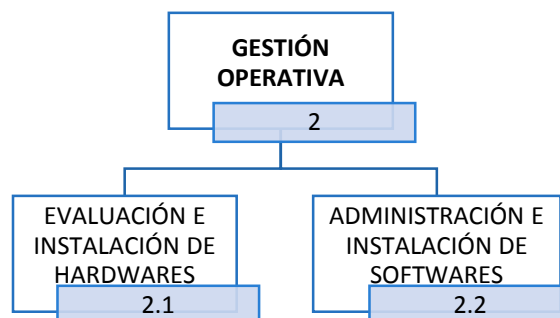 GESTIÓN
OPERATIVA
2
EVALUACIÓN E
INSTALACIÓN DE
HARDWARES
2.1
ADMINISTRACIÓN E
INSTALACIÓN DE
SOFTWARES
2.2